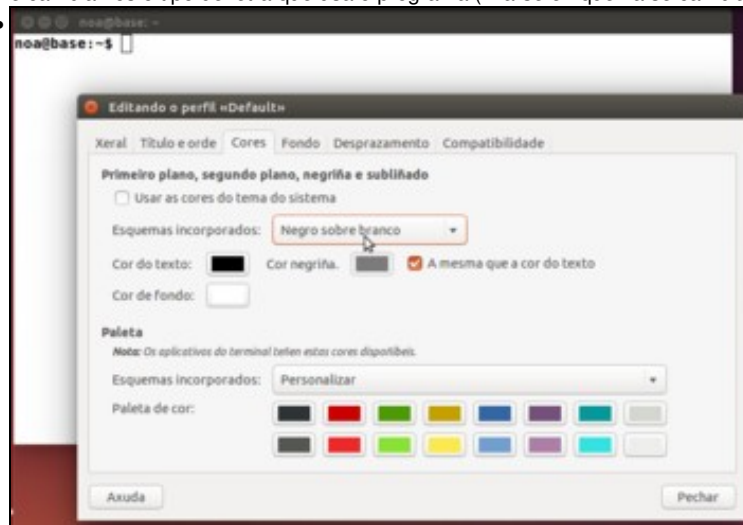 noa@base: ~
noa@base:~$
Editando o perfil «Default»
Xeral Título e orde Cores Fondo Desprazamento Compatibilidade
Primeiro plano, segundo plano, negriña e subliñado
Usar as cores do tema do sistema
Esquemas incorporados: Negro sobre branco
Cor do texto: Cor negriña. A mesma que a cor do texto
Cor de fondo:
Paleta
Nota: Os aplicativos do terminal teñen estas cores dispoñíbeis.
Esquemas incorporados: Personalizar
Paleta de cor:
Axuda Pechar